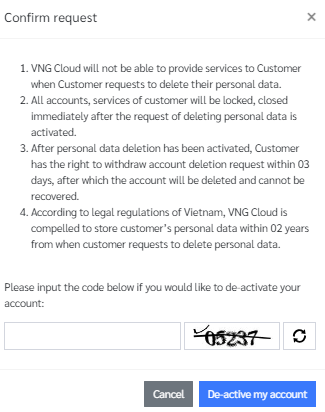 Confirm request ×
1. VNG Cloud will not be able to provide services to Customer
when Customer requests to delete their personal data.
2. All accounts, services of customer will be locked, closed
immediately after the request of deleting personal data is
activated.
3. After personal data deletion has been activated, Customer
has the right to withdraw account deletion request within 03
days, after which the account will be deleted and cannot be
recovered.
4. According to legal regulations of Vietnam, VNG Cloud is
compelled to store customer's personal data within 02 years
from when customer requests to delete personal data.
Please input the code below if you would like to de-activate your
account:
05237
Cancel De-active my account